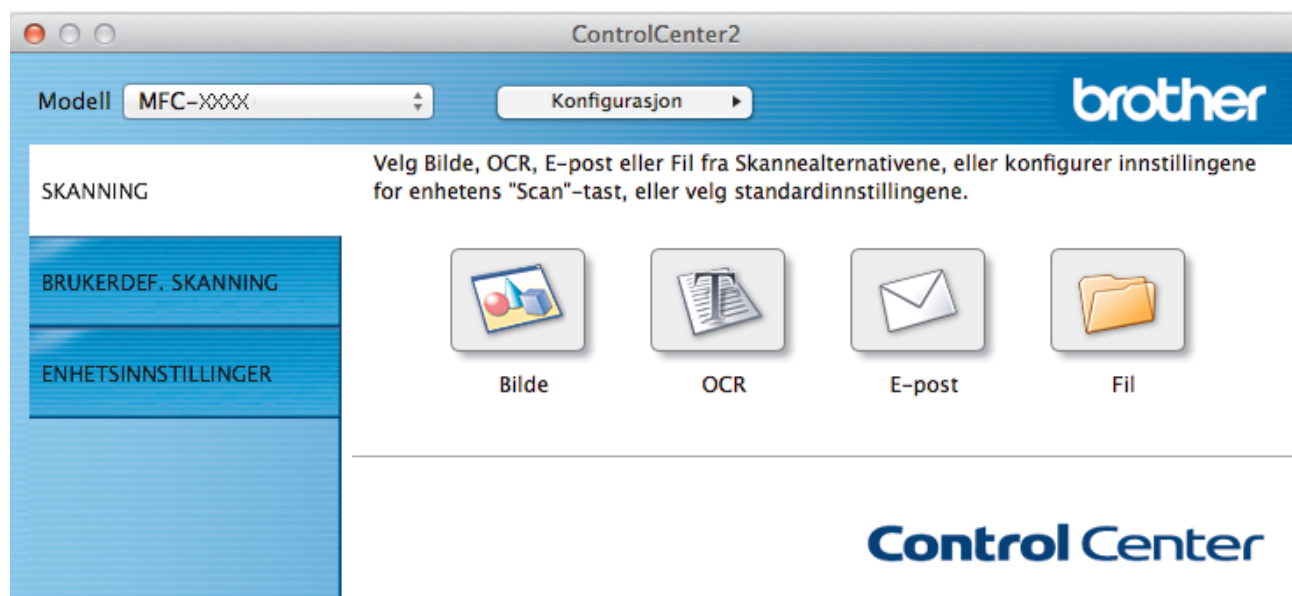 ControlCenter2
Modell MFC-XXXX Konfigurasjon brother
Velg Bilde, OCR, E-post eller Fil fra Skannealternativene, eller konfigurer innstillingene
for enhetens "Scan"-tast, eller velg standardinnstillingene.
SKANNING
BRUKERDEF. SKANNING
ENHETSINNSTILLINGER
T
Bilde OCR E-post Fil
Control Center